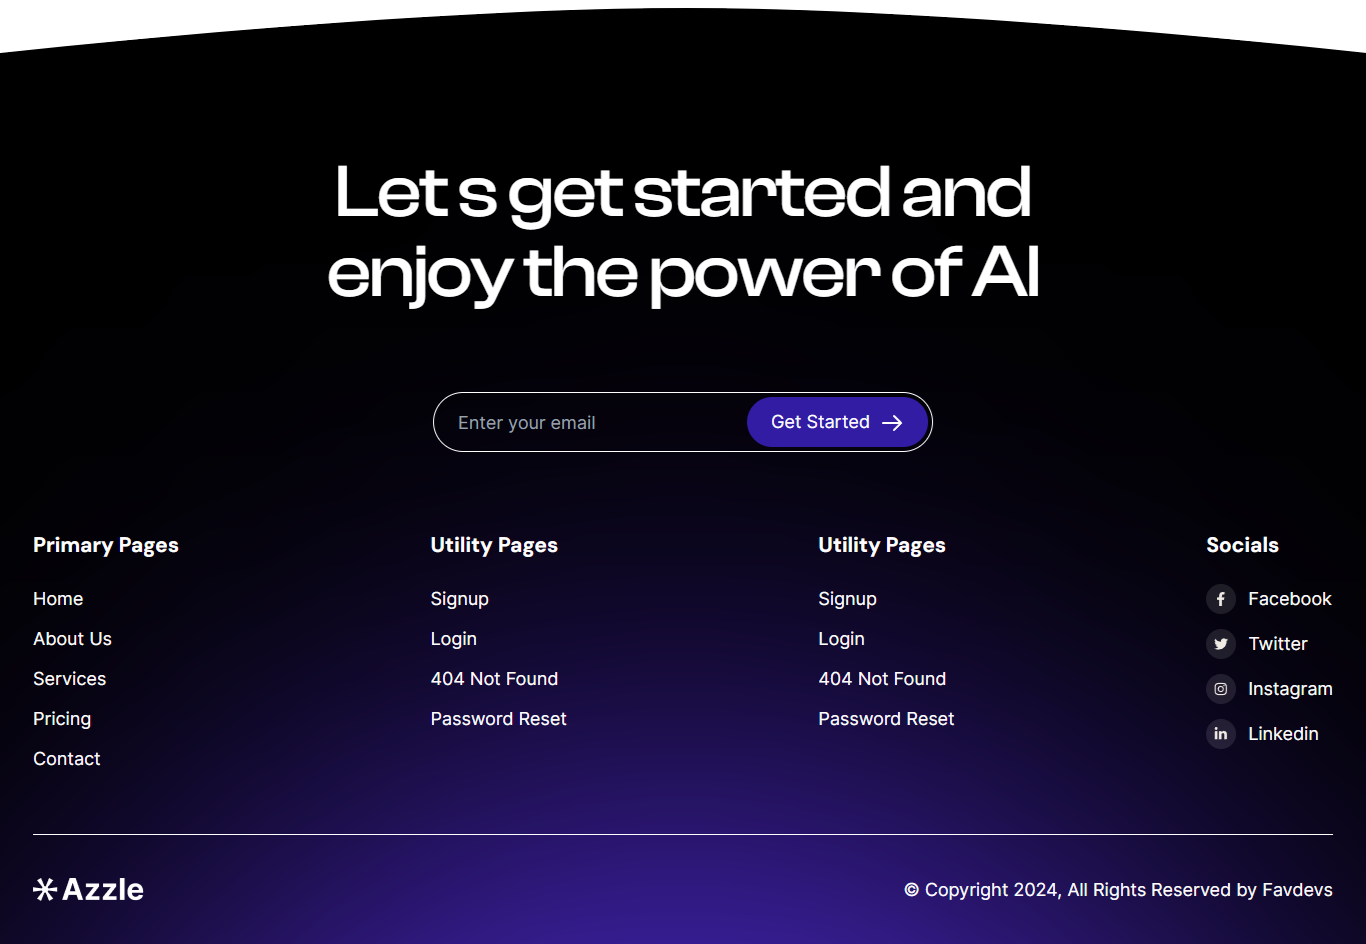 Let s get started and
enjoy the power of AI
Enter your email
Get Started
Primary Pages
Home
About Us
Services
Pricing
Contact
Utility Pages
Signup
Login
404 Not Found
Password Reset
Utility Pages
Signup
Login
404 Not Found
Password Reset
Socials
Facebook
Twitter
Instagram
Linkedin
Azzle
© Copyright 2024, All Rights Reserved by Favdevs